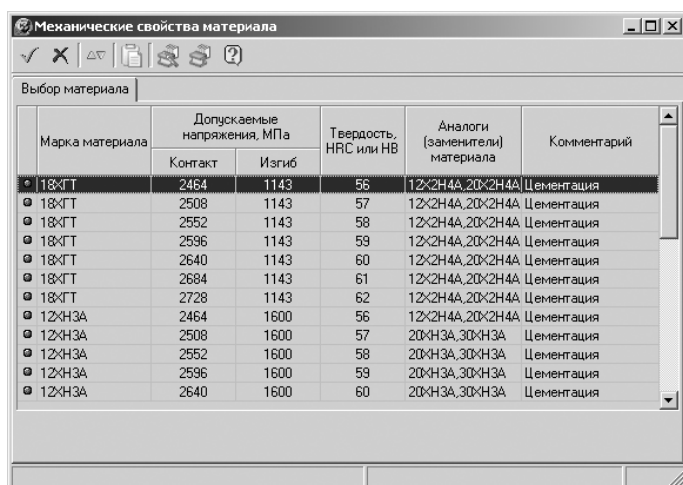 Механические свойства материала
Выбор материала
Марка материала Допускаемые напряжения, МПа Твердость, HRC или HB Аналоги (заменители) материала Комментарий
Контакт Изгиб
18ХГТ 2464 1143 56 12Х2Н4А,20Х2Н4А Цементация
18ХГТ 2508 1143 57 12Х2Н4А,20Х2Н4А Цементация
18ХГТ 2552 1143 58 12Х2Н4А,20Х2Н4А Цементация
18ХГТ 2596 1143 59 12Х2Н4А,20Х2Н4А Цементация
18ХГТ 2640 1143 60 12Х2Н4А,20Х2Н4А Цементация
18ХГТ 2684 1143 61 12Х2Н4А,20Х2Н4А Цементация
18ХГТ 2728 1143 62 12Х2Н4А,20Х2Н4А Цементация
12ХН3А 2464 1600 56 12Х2Н4А,20Х2Н4А Цементация
12ХН3А 2508 1600 57 20ХН3А,30ХН3А Цементация
12ХН3А 2552 1600 58 20ХН3А,30ХН3А Цементация
12ХН3А 2596 1600 59 20ХН3А,30ХН3А Цементация
12ХН3А 2640 1600 60 20ХН3А,30ХН3А Цементация